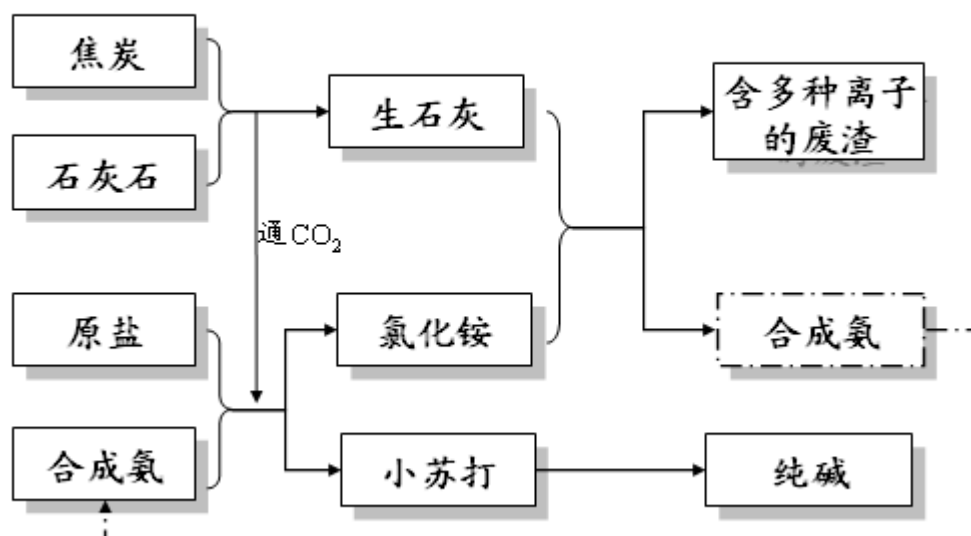 焦炭
石灰石
生石灰
含多种离子
的废渣
通CO₂
原盐
氯化铵
合成氨
合成氨
小苏打
纯碱